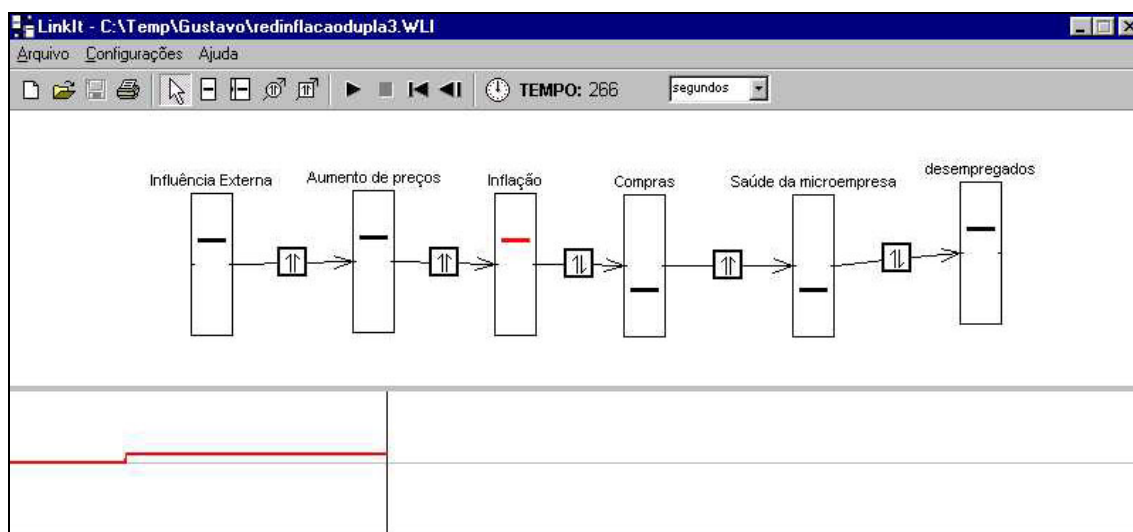 LinkIt - C:\Temp\Gustavo\redinflacaodupla3.WLI
Arquivo Configurações Ajuda
TEMPO: 266 segundos
Influência Externa Aumento de preços Inflação Compras Saúde da microempresa desempregados